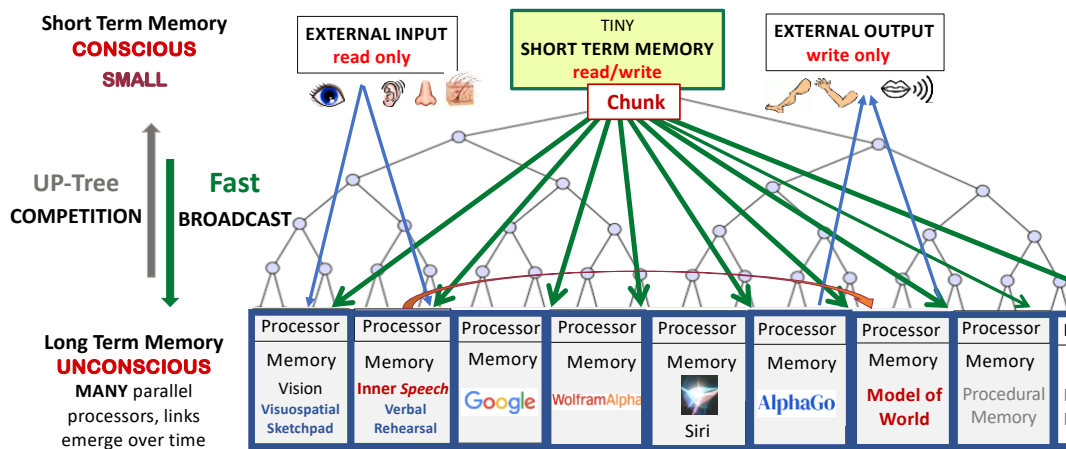 Short Term Memory
CONSCIOUS
SMALL
UP-Tree
COMPETITION
Fast
BROADCAST
Long Term Memory
UNCONSCIOUS
MANY parallel
processors, links
emerge over time
EXTERNAL INPUT
read only
TINY
SHORT TERM MEMORY
read/write
Chunk
EXTERNAL OUTPUT
write only
Processor
Memory
Vision
Visuospatial
Sketchpad
Processor
Memory
Inner Speech
Verbal
Rehearsal
Processor
Memory
Google
Processor
Memory
WolframAlpha
Processor
Memory
Siri
Processor
Memory
AlphaGo
Processor
Memory
Model of
World
Processor
Memory
Procedural
Memory